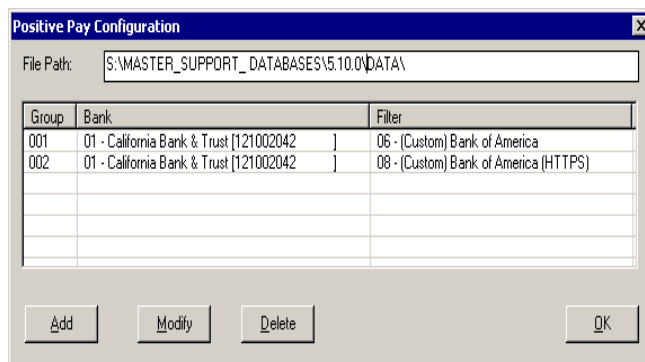 Positive Pay Configuration
File Path: S:\MASTER_SUPPORT_ DATABASES\5.10.0\DATA\
Group Bank Filter
001 01 - California Bank & Trust [121002042 ] 06 - (Custom) Bank of America
002 01 - California Bank & Trust [121002042 ] 08 - (Custom) Bank of America (HTTPS)
Add Modify Delete OK